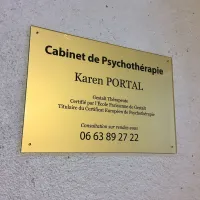 Cabinet de Psychothérapie
Karen PORTAL
Gestalt Thérapeute
Certifié par l'École Parisienne de Gestalt
Titulaire du Certificat Européen de Psychothérapie
Consultation sur rendez-vous
06 63 89 27 22